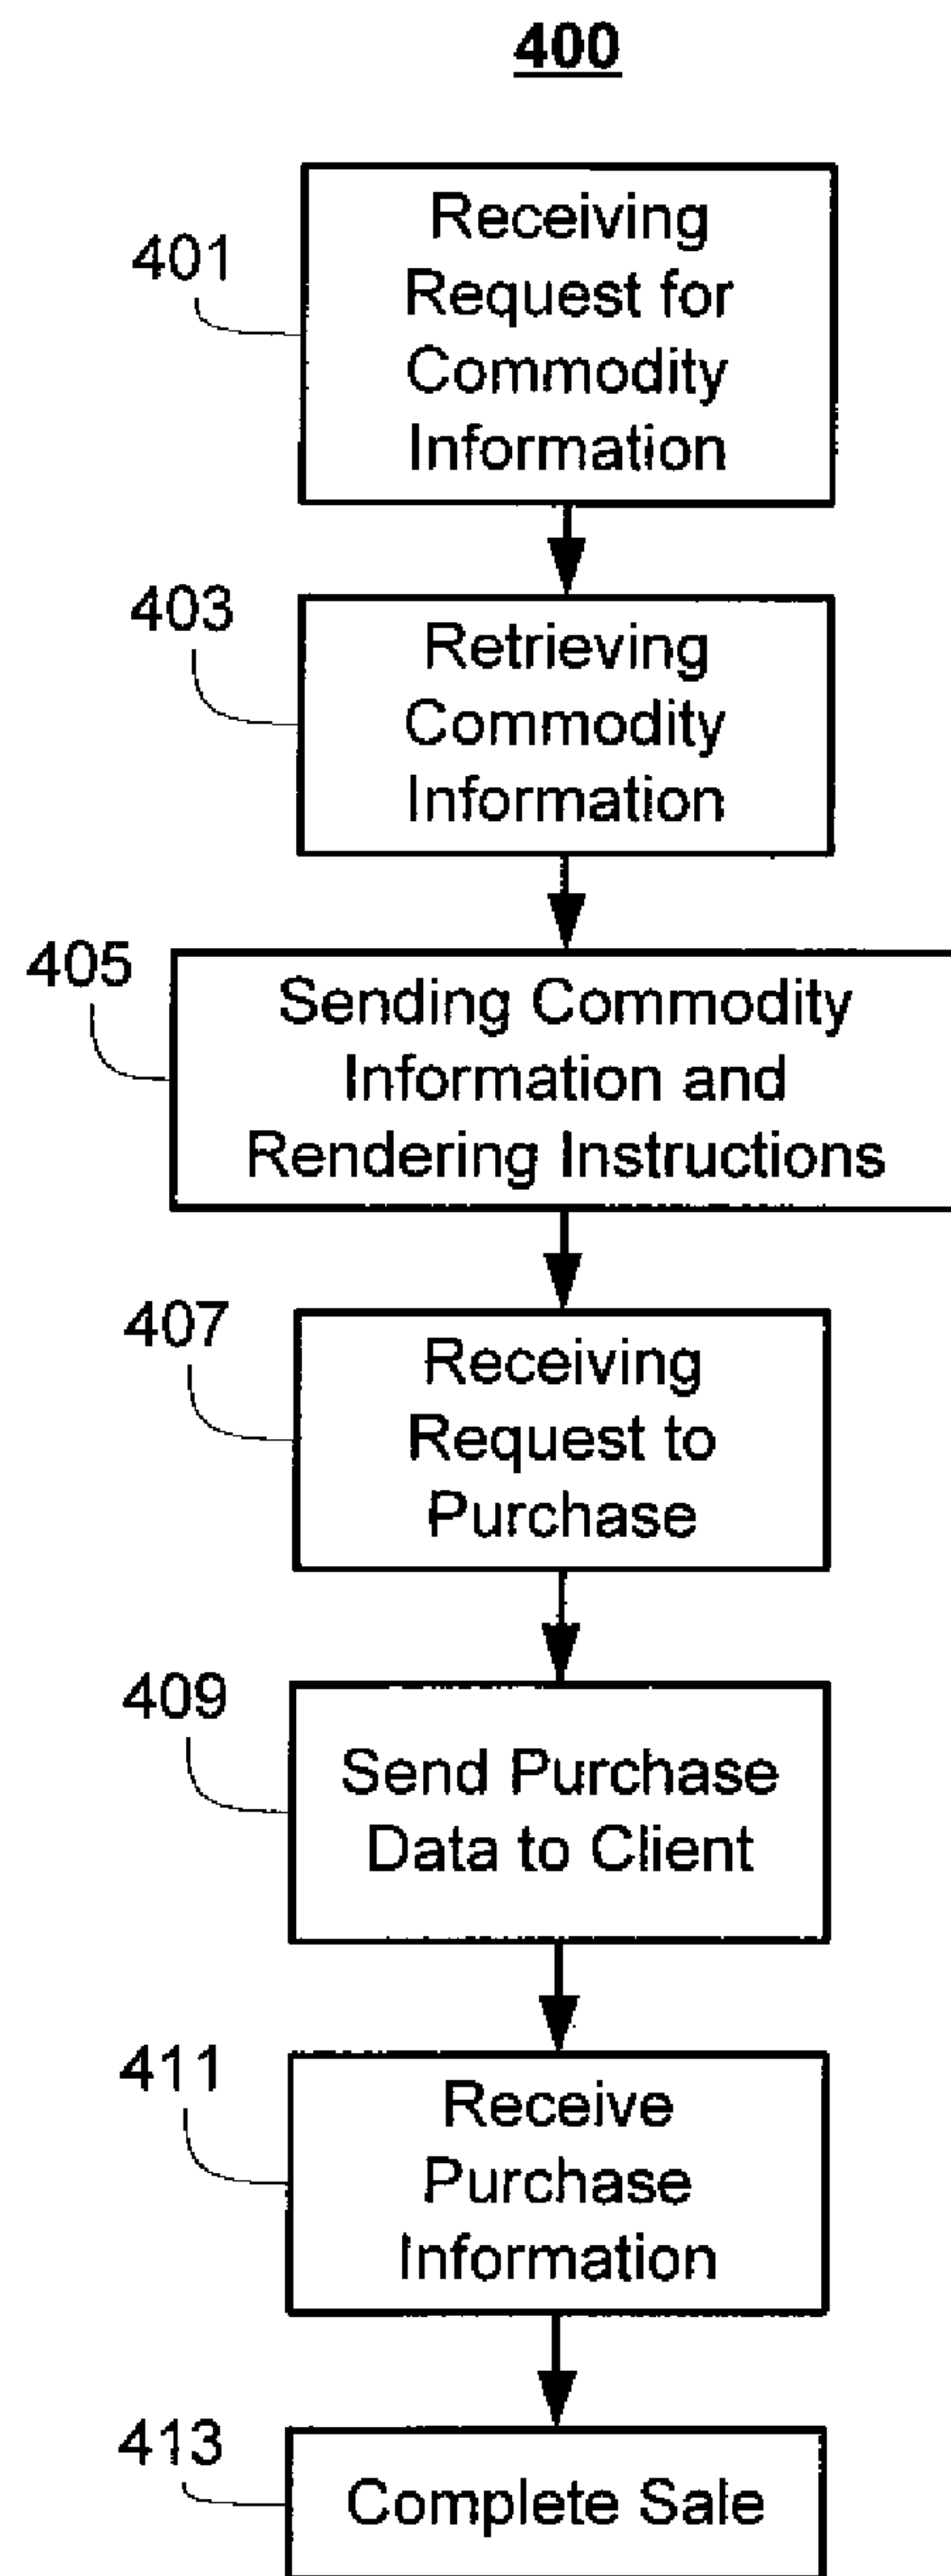 400
401
Receiving
Request for
Commodity
Information
403
Retrieving
Commodity
Information
405
Sending Commodity
Information and
Rendering Instructions
407
Receiving
Request to
Purchase
409
Send Purchase
Data to Client
411
Receive
Purchase
Information
413
Complete Sale